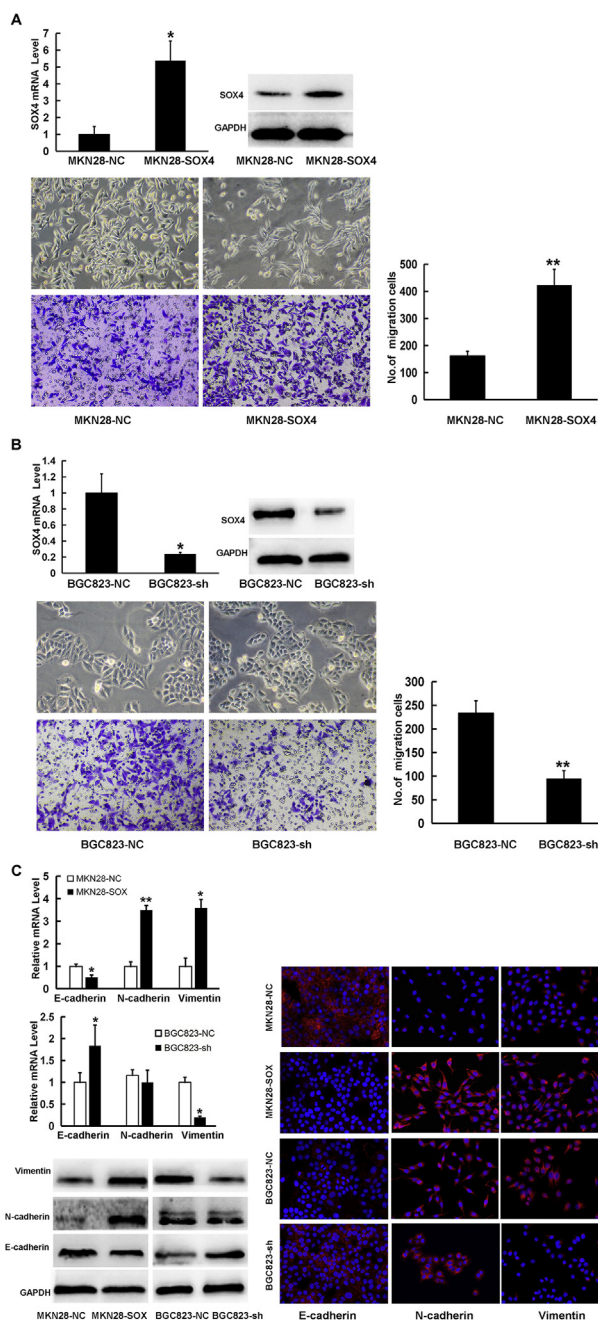 A
SOX4 mRNA Level
7
6
5
4
3
2
1
0
*
MKN28-NC MKN28-SOX4
SOX4
GAPDH
MKN28-NC MKN28-SOX4
MKN28-NC MKN28-SOX4
No.of migration cells
500
400
300
200
100
0
**
MKN28-NC MKN28-SOX4
B
SOX4 mRNA Level
1.4
1.2
1
0.8
0.6
0.4
0.2
0
*
BGC823-NC BGC823-sh
SOX4
GAPDH
BGC823-NC BGC823-sh
BGC823-NC BGC823-sh
No.of migration cells
300
250
200
150
100
50
0
**
BGC823-NC BGC823-sh
C
Relative mRNA Level
5
4
3
2
1
0
MKN28-NC
MKN28-SOX
*
**
*
E-cadherin N-cadherin Vimentin
Relative mRNA Level
2.5
2
1.5
1
0.5
0
BGC823-NC
BGC823-sh
*
*
E-cadherin N-cadherin Vimentin
Vimentin
N-cadherin
E-cadherin
GAPDH
MKN28-NC MKN28-SOX BGC823-NC BGC823-sh
MKN28-NC
MKN28-SOX
BGC823-NC
BGC823-sh
E-cadherin N-cadherin Vimentin